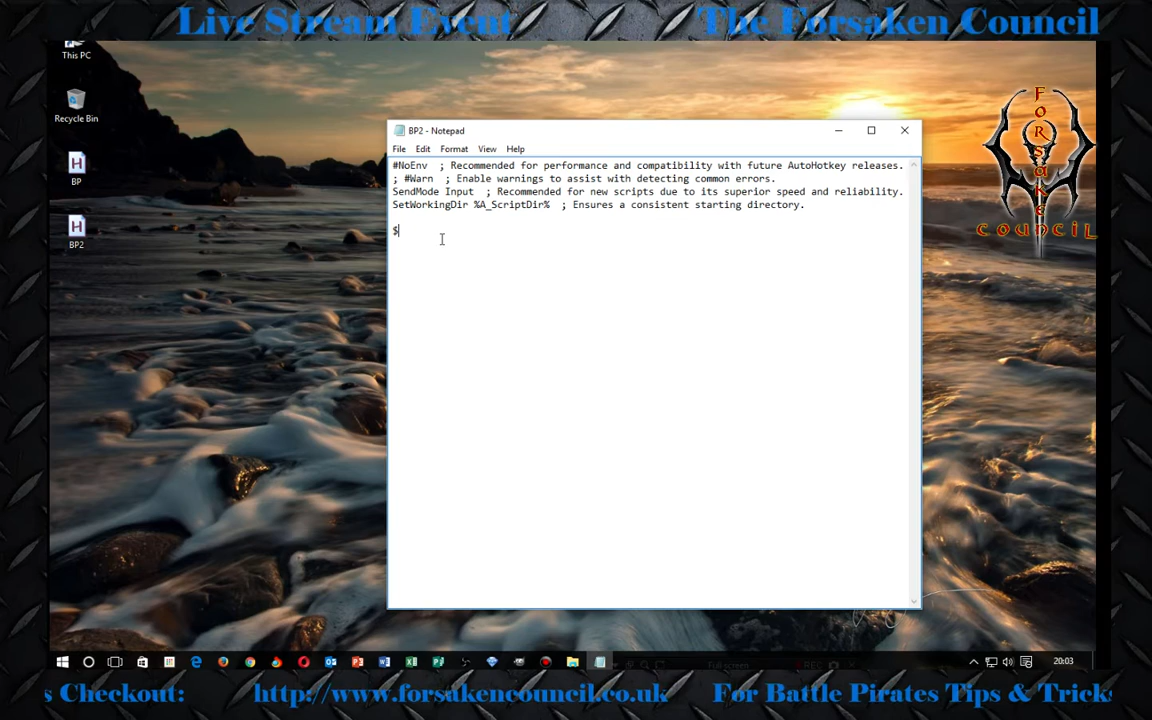 Live Stream Event
The Forsaken Council
This PC
Recycle Bin
BP
BP2
BP2 - Notepad
File Edit Format View Help
#NoEnv  ; Recommended for performance and compatibility with future AutoHotkey releases.
; #Warn  ; Enable warnings to assist with detecting common errors.
SendMode Input  ; Recommended for new scripts due to its superior speed and reliability.
SetWorkingDir %A_ScriptDir%  ; Ensures a consistent starting directory.
$
Forsaken
Council
20:03
s Checkout: http://www.forsakencouncil.co.uk For Battle Pirates Tips & Tricks